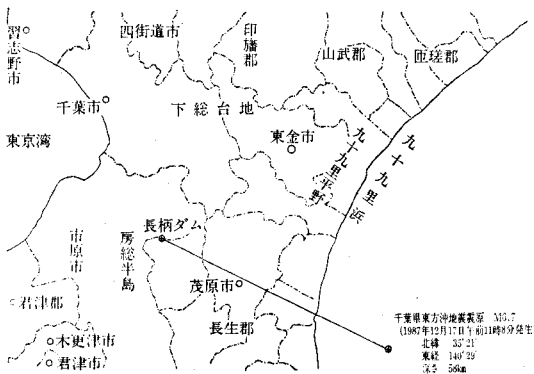 習志野市
四街道市
印旛郡
山武郡
匝瑳郡
千葉市
下総台地
東京湾
東金市
九十九里平野
九十九里浜
長柄ダム
市原市
房総半島
茂原市
君津郡
長生郡
木更津市
君津市
千葉県東方沖地震震原 M6.7
(1987年12月17日午前11時8分発生
北緯 35°21′
東経 140°29′
深さ 58km